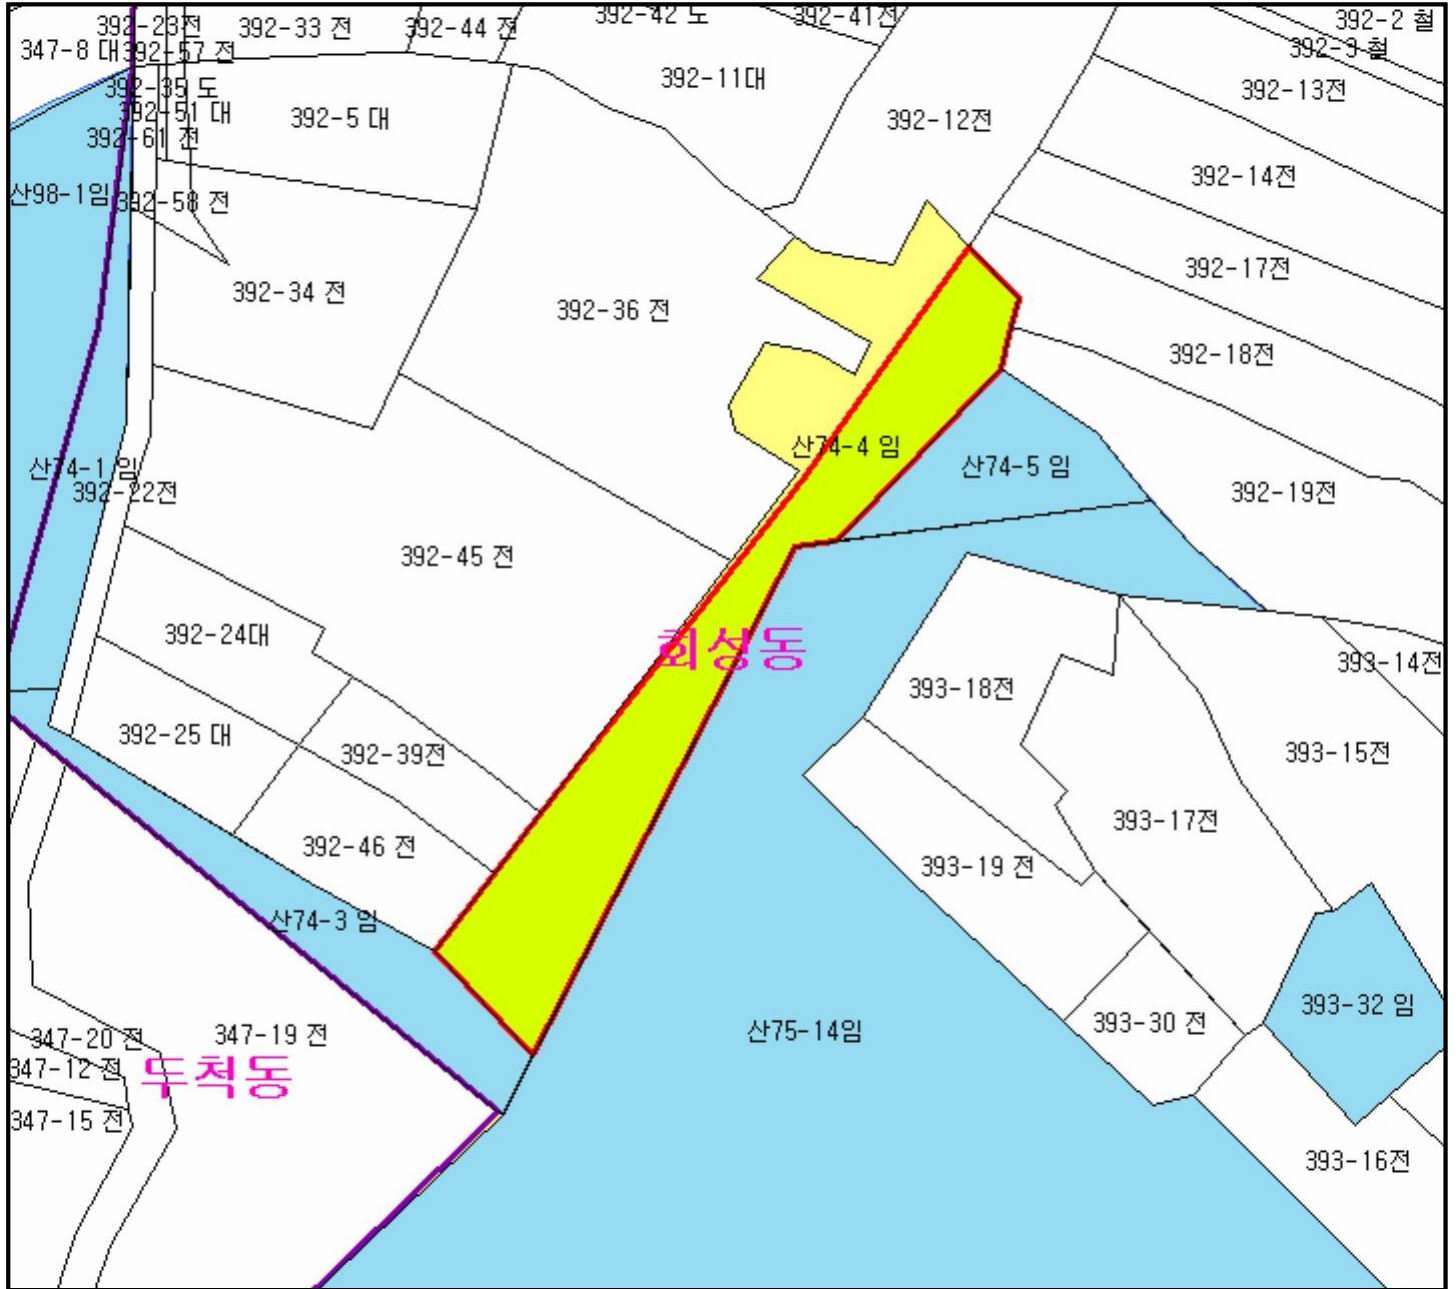 392-23전
392-33 전
392-44 전
392-42 도
392-41전
392-2 철
347-8 대
392-57 전
392-3 철
392-39 도
392-11대
392-13전
392-51 대
392-5 대
392-12전
392-61 전
392-14전
산98-1임
392-58 전
392-34 전
392-36 전
392-17전
392-18전
산74-4 임
산74-5 임
산74-1 임
392-22전
392-19전
392-45 전
392-24대
회성동
393-14전
393-18전
392-25 대
392-39전
393-15전
393-17전
392-46 전
393-19 전
산74-3 임
393-32 임
347-20 전
347-19 전
산75-14임
393-30 전
347-12 전
두척동
347-15 전
393-16전